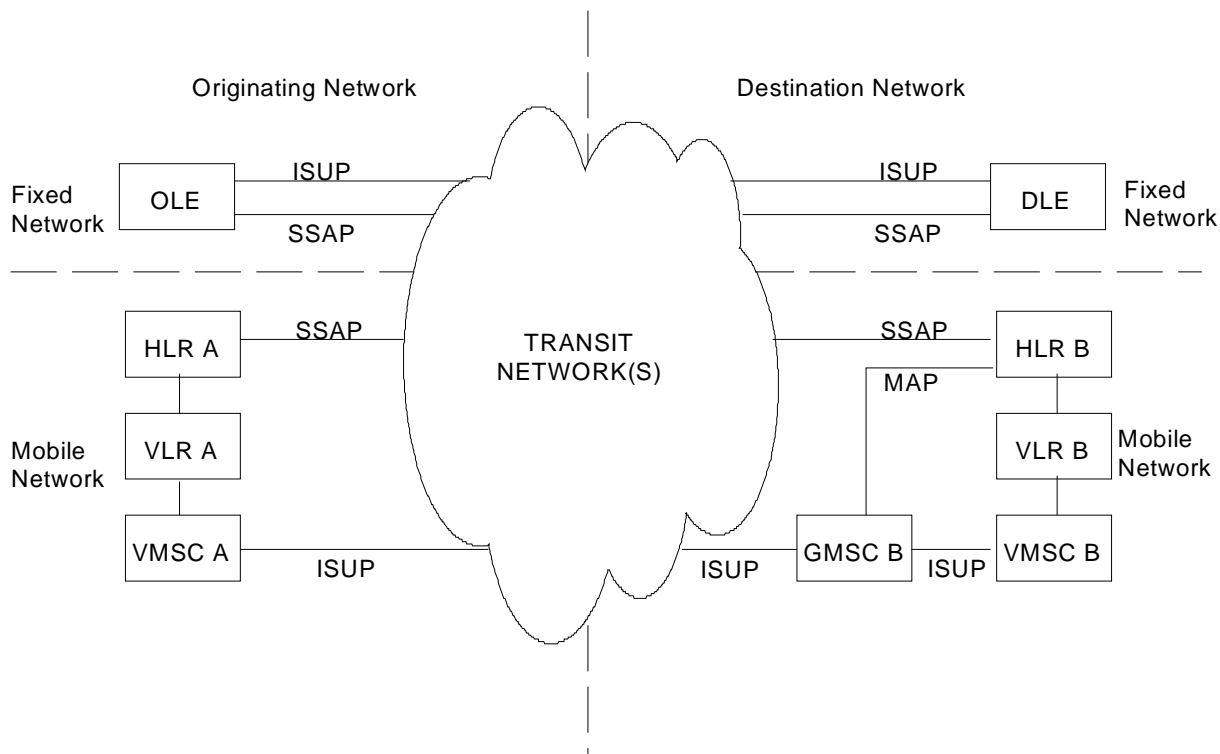 Originating Network
Destination Network
Fixed
Network
OLE
ISUP
SSAP
ISUP
SSAP
DLE
Fixed
Network
HLR A
SSAP
TRANSIT
NETWORK(S)
SSAP
MAP
HLR B
Mobile
Network
VLR A
VLR B
Mobile
Network
VMSC A
ISUP
ISUP
GMSC B
ISUP
VMSC B